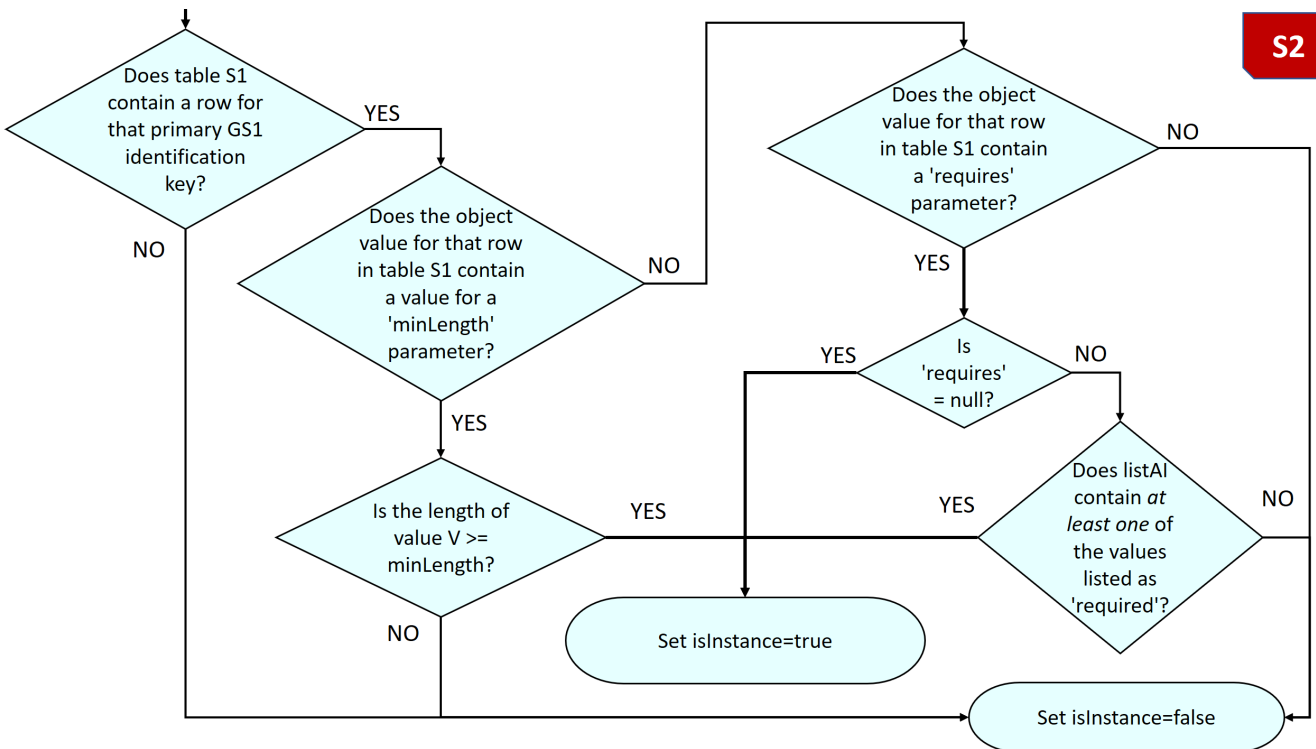 S2
Does table S1
contain a row for
that primary GS1
identification
key?
YES
NO
Does the object
value for that row
in table S1 contain
a value for a
'minLength'
parameter?
NO
YES
Does the object
value for that row
in table S1 contain
a 'requires'
parameter?
NO
YES
Is
'requires'
= null?
YES
NO
Is the length of
value V >=
minLength?
YES
NO
Does listAI
contain at
least one of
the values
listed as
'required'?
YES
NO
Set isInstance=true
Set isInstance=false